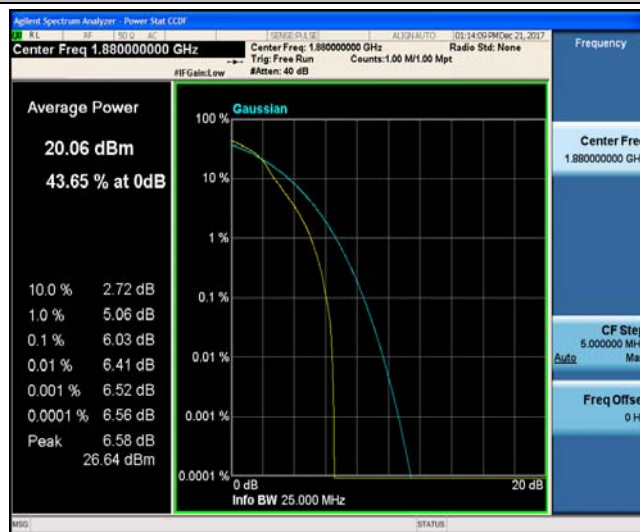 Agilent Spectrum Analyzer - Power Stat CCDF
RL RF 50 Ω AC SENSE:PULSE ALIGN AUTO 01:14:09 PM Dec 21, 2017
Center Freq 1.880000000 GHz
Center Freq: 1.880000000 GHz Radio Std: None
Trig: Free Run Counts:1.00 M/1.00 Mpt
#IFGain:Low #Atten: 40 dB
Frequency
Average Power
20.06 dBm
43.65 % at 0dB
10.0 % 2.72 dB
1.0 % 5.06 dB
0.1 % 6.03 dB
0.01 % 6.41 dB
0.001 % 6.52 dB
0.0001 % 6.56 dB
Peak 6.58 dB
26.64 dBm
Gaussian
100 %
10 %
1 %
0.1 %
0.01 %
0.001 %
0.0001 %
0 dB 20 dB
Info BW 25.000 MHz
Center Fre
1.880000000 GH
CF Ste
5.000000 MH
Auto Ma
Freq Offse
0 H
MSG STATUS